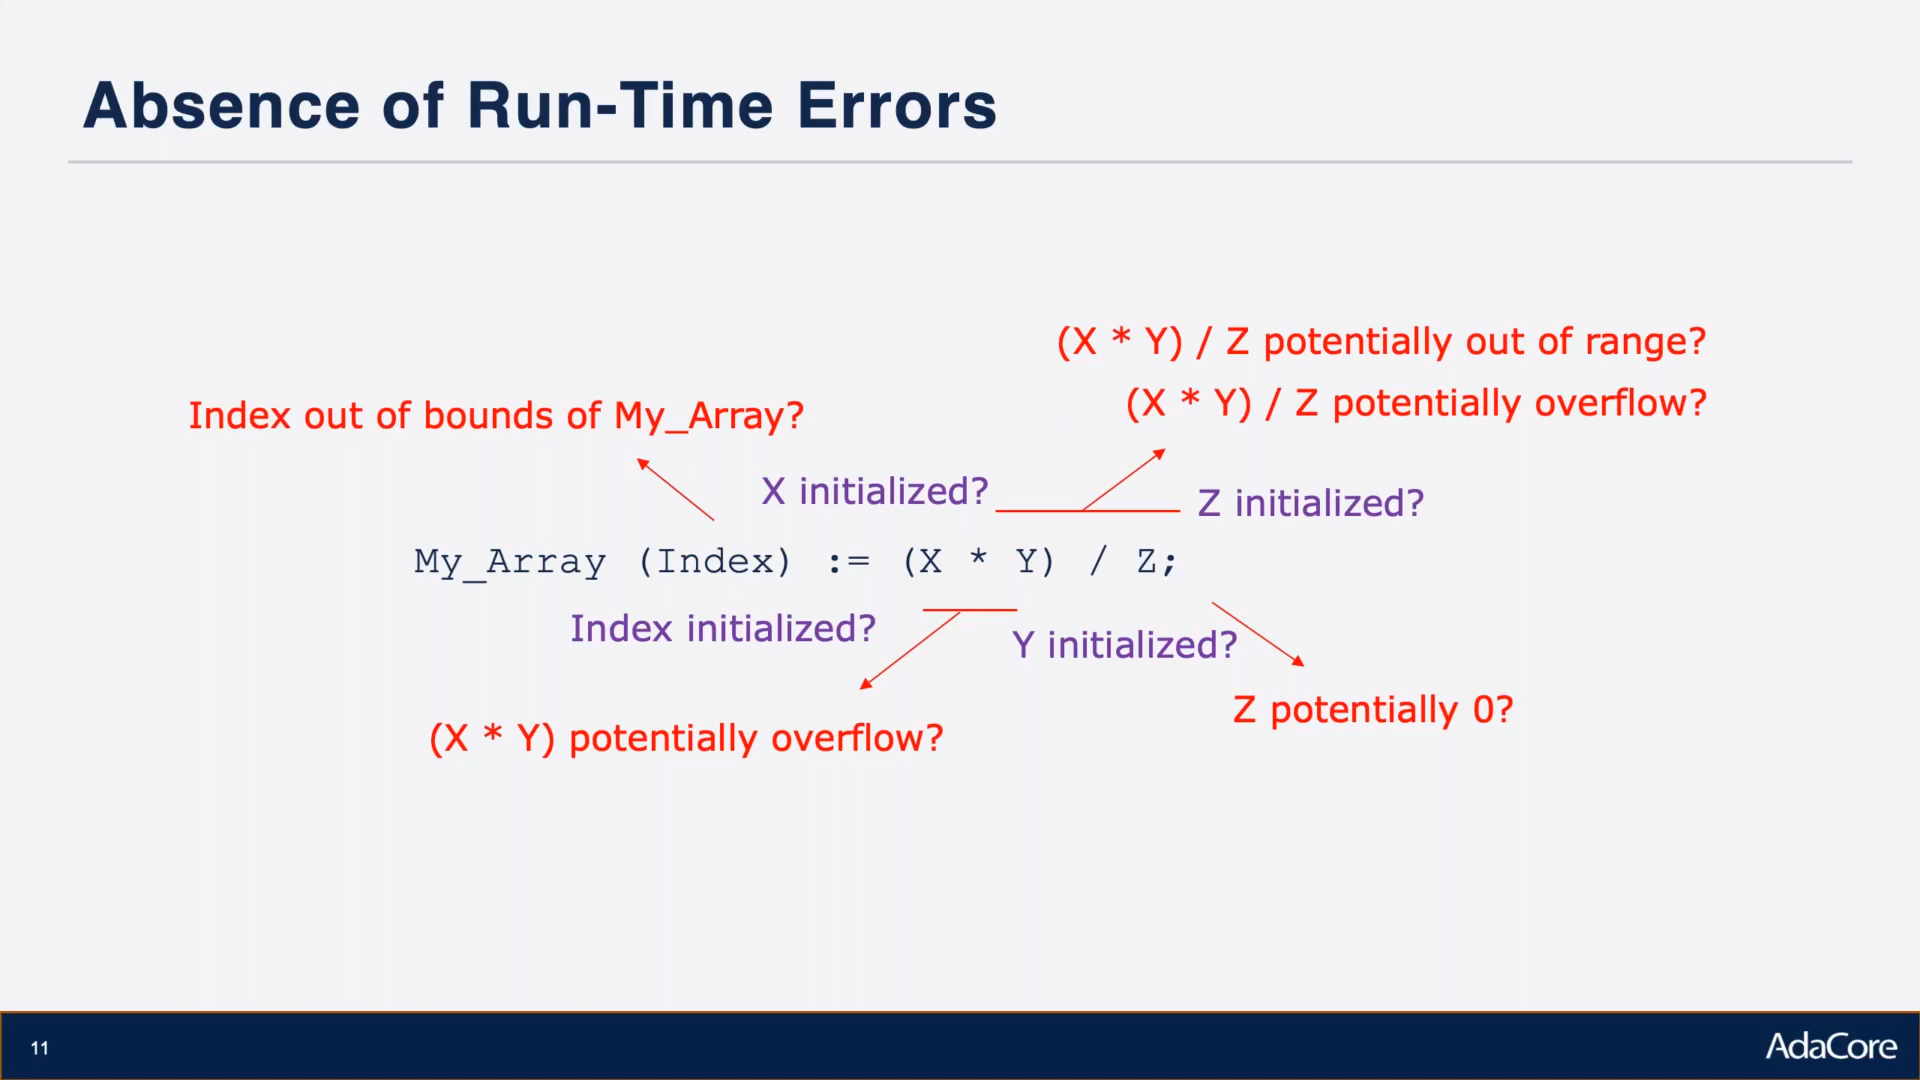 Absence of Run-Time Errors
(X * Y) / Z potentially out of range?
(X * Y) / Z potentially overflow?
Index out of bounds of My_Array?
X initialized?
Z initialized?
My_Array (Index) := (X * Y) / Z;
Index initialized?
Y initialized?
Z potentially 0?
(X * Y) potentially overflow?
11
AdaCore